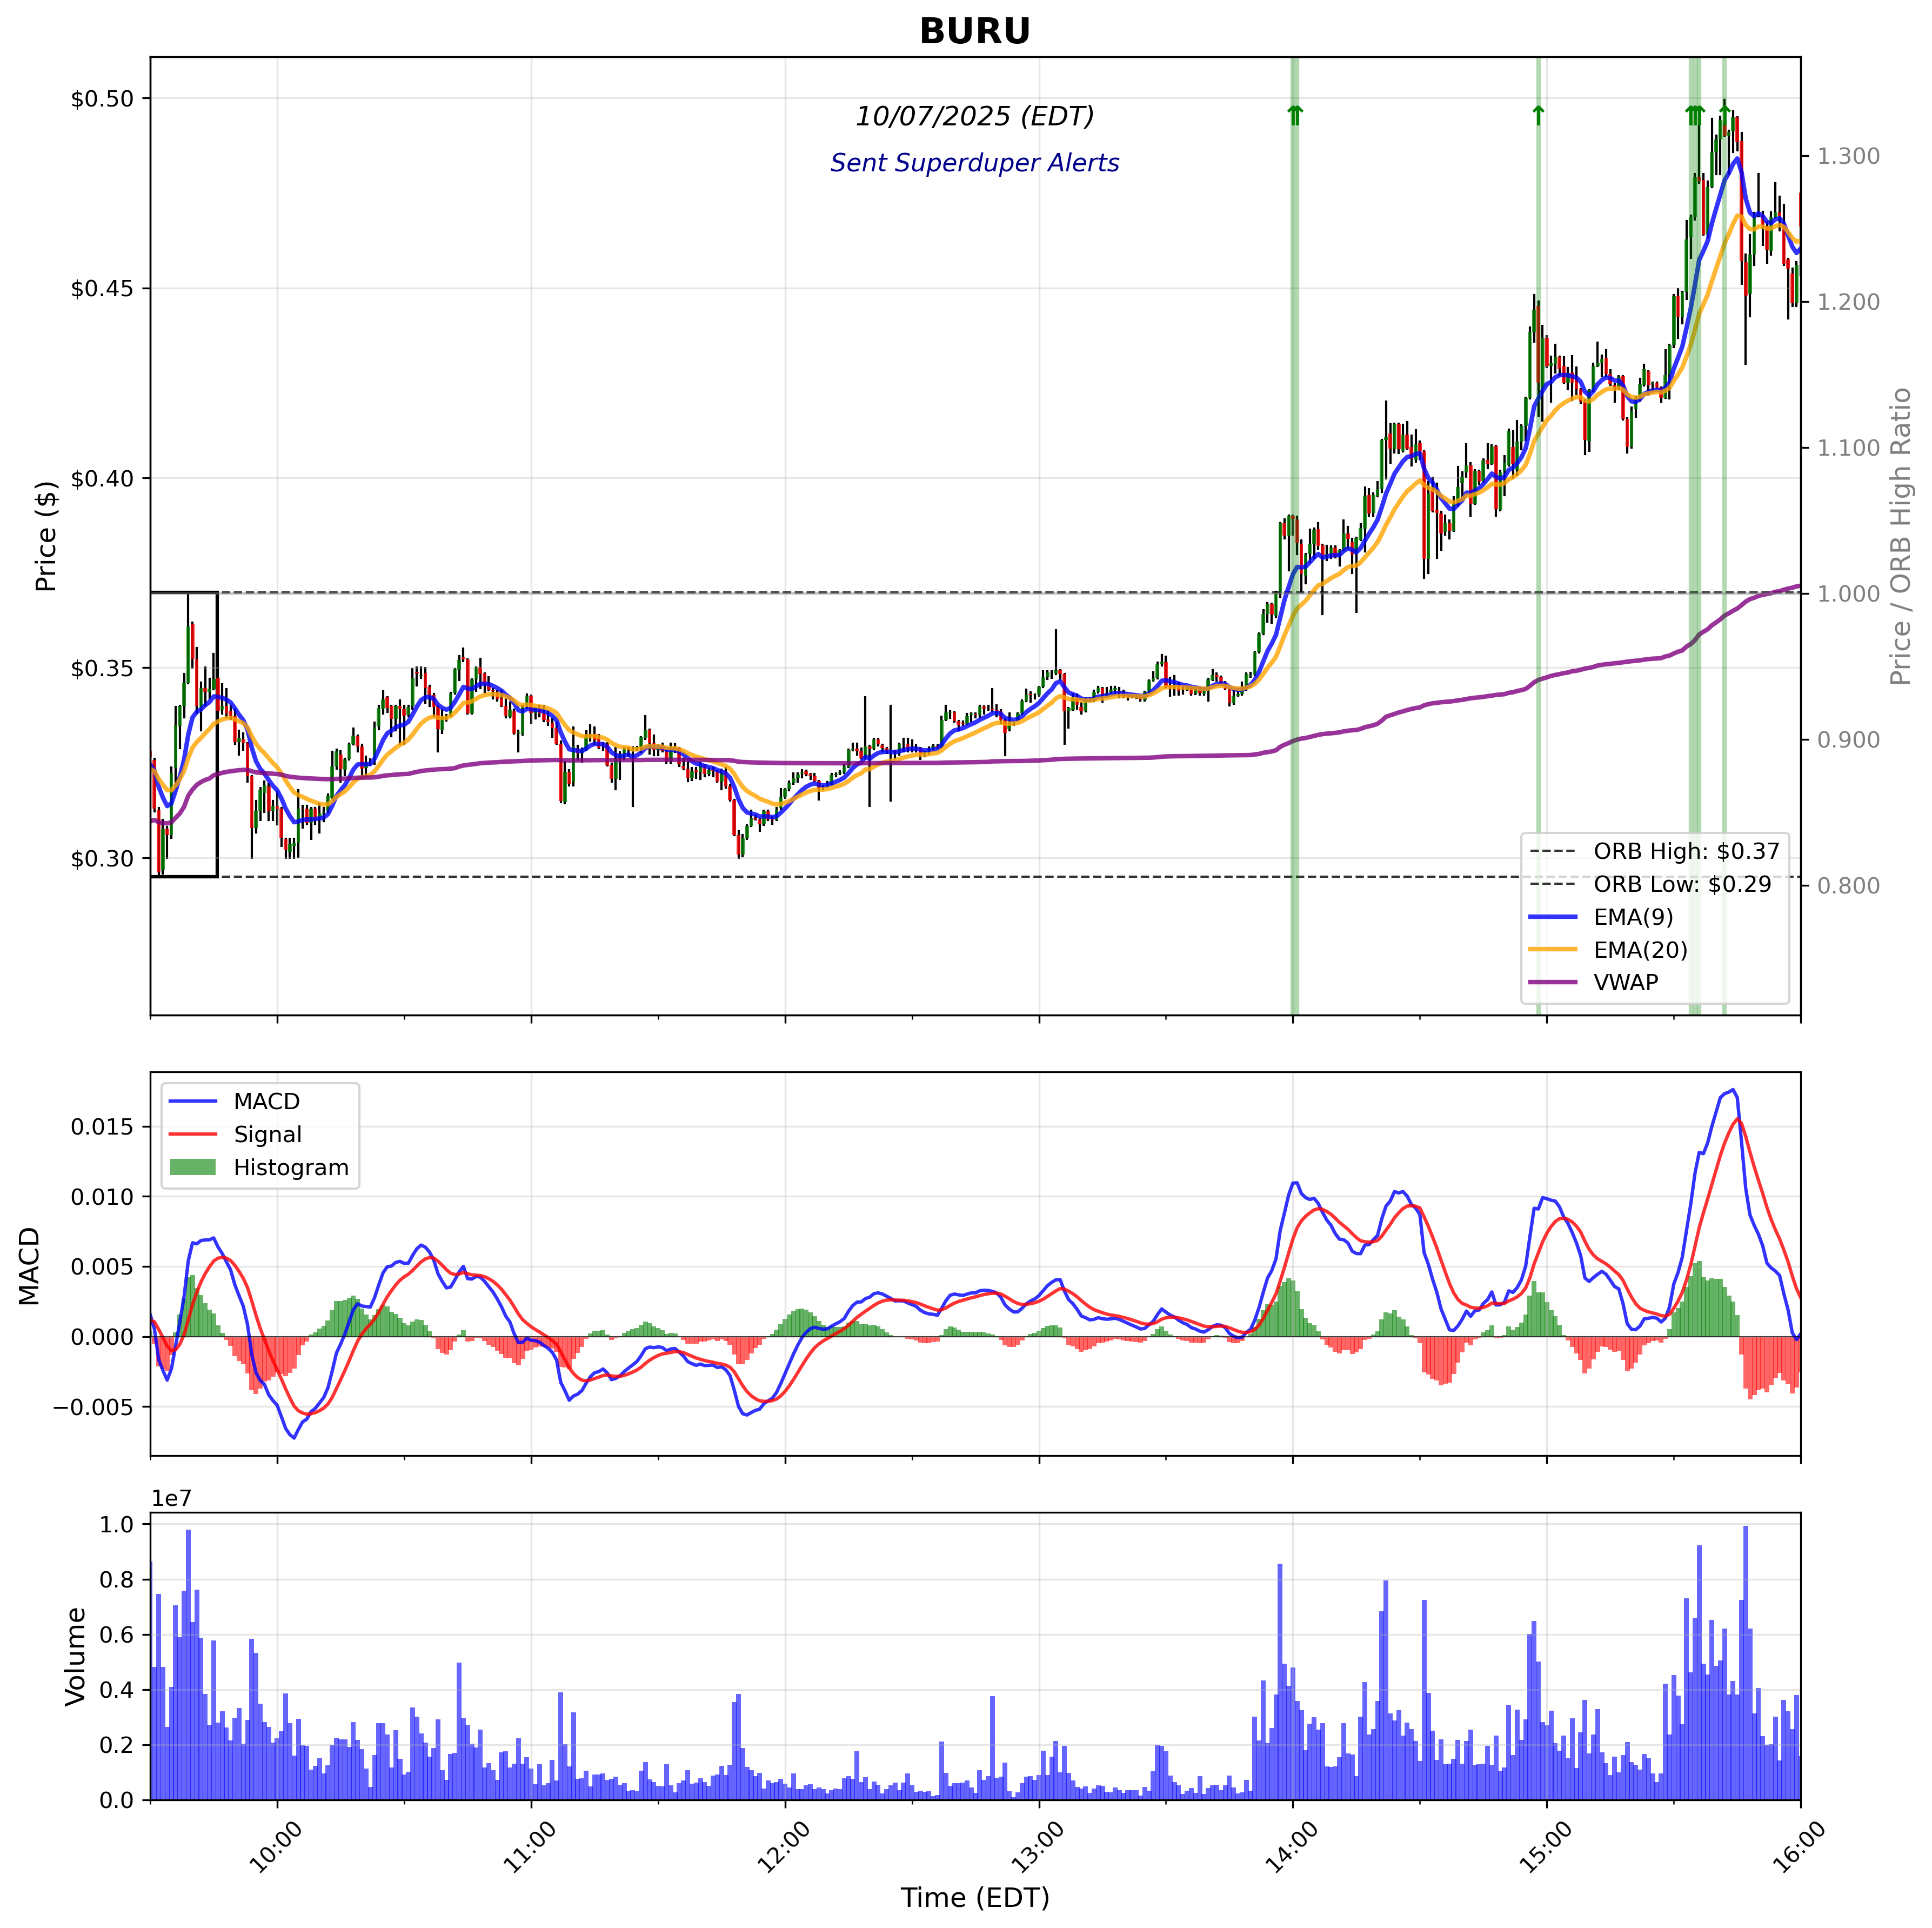 BURU
10/07/2025 (EDT)
Sent Superduper Alerts
$0.50
$0.45
$0.40
$0.35
$0.30
Price ($)
1.300
1.200
1.100
1.000
0.900
0.800
Price / ORB High Ratio
ORB High: $0.37
ORB Low: $0.29
EMA(9)
EMA(20)
VWAP
MACD
Signal
Histogram
0.015
0.010
0.005
0.000
−0.005
MACD
1e7
1.0
0.8
0.6
0.4
0.2
0.0
Volume
10:00
11:00
12:00
13:00
14:00
15:00
16:00
Time (EDT)